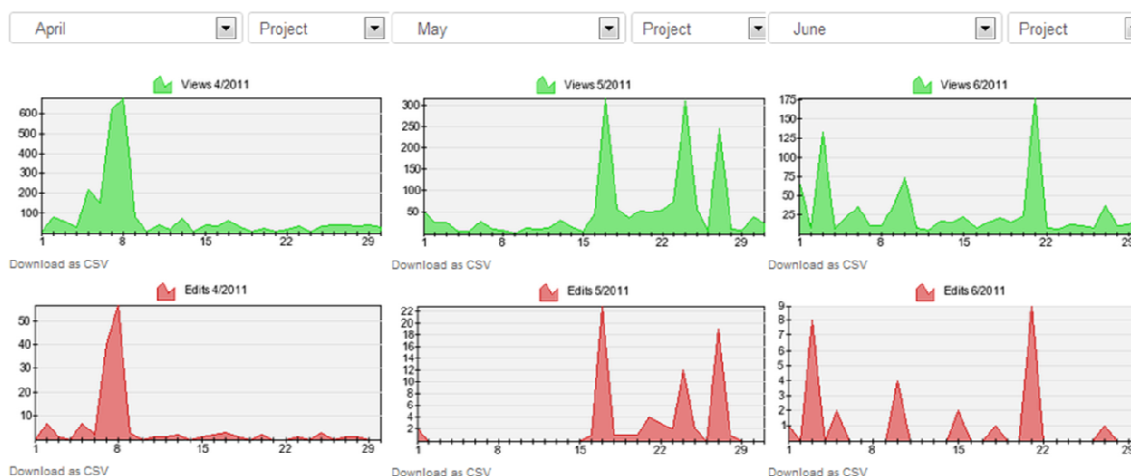 April Project May Project June Project
Views 4/2011 Views 5/2011 Views 6/2011
600 500 400 300 200 100
1 8 15 22 29
300 250 200 150 100 50
1 8 15 22 29
175 150 125 100 75 50 25
1 8 15 22 29
Download as CSV Download as CSV Download as CSV
Edits 4/2011 Edits 5/2011 Edits 6/2011
50 40 30 20 10
1 8 15 22 29
22 20 18 16 14 12 10 8 6 4 2
1 8 15 22 29
9 8 7 6 5 4 3 2 1
1 8 15 22 29
Download as CSV Download as CSV Download as CSV